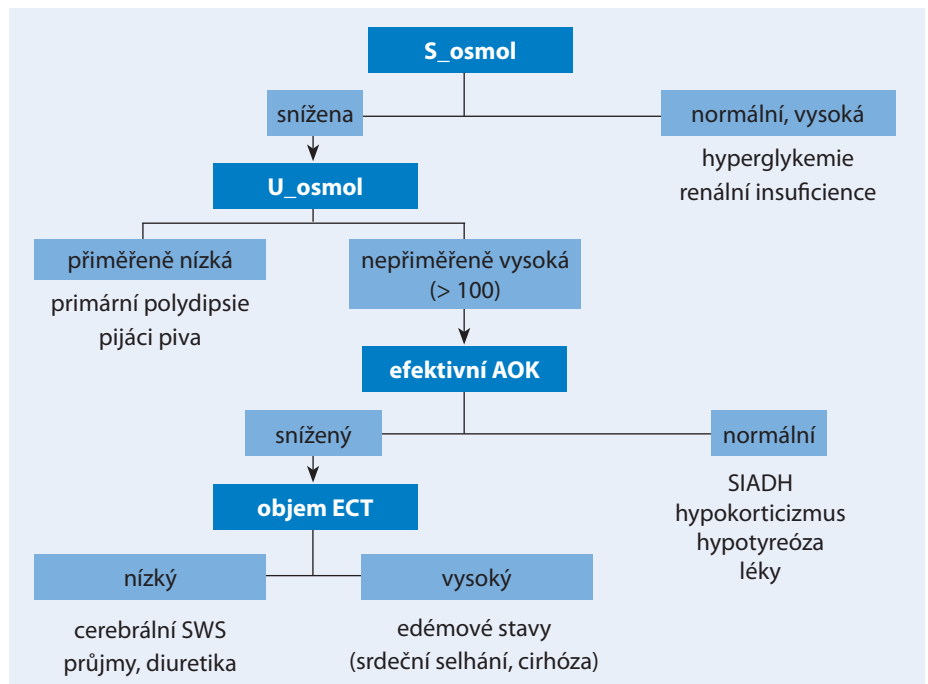 S_osmol
snížena
normální, vysoká
hyperglykemie
renální insuficience
U_osmol
přiměřeně nízká
primární polydipsie
pijáci piva
nepřiměřeně vysoká
(> 100)
efektivní AOK
snížený
normální
SIADH
hypokorticizmus
hypotyreóza
léky
objem ECT
nízký
cerebrální SWS
průjmy, diuretika
vysoký
edémové stavy
(srdeční selhání, cirhóza)